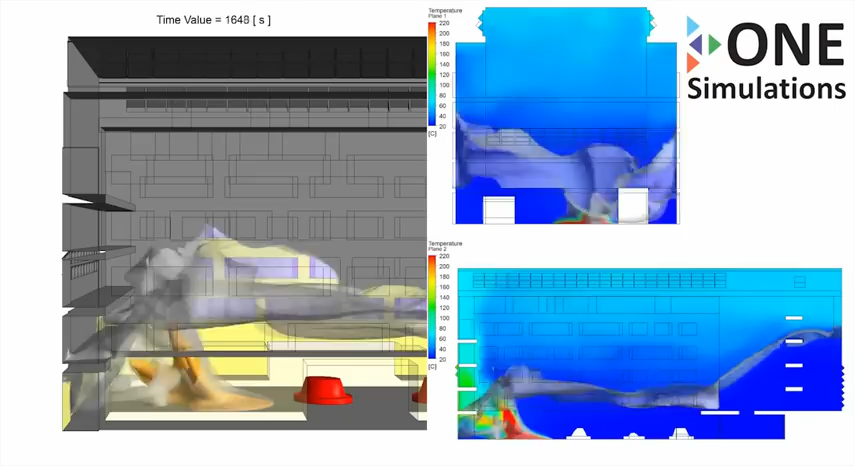 Time Value = 1648 [ s ]
Temperature
Plane 1
220
200
180
160
140
120
100
80
60
40
20
[C]
ONE
Simulations
Temperature
Plane 2
220
200
180
160
140
120
100
80
60
40
20
[C]